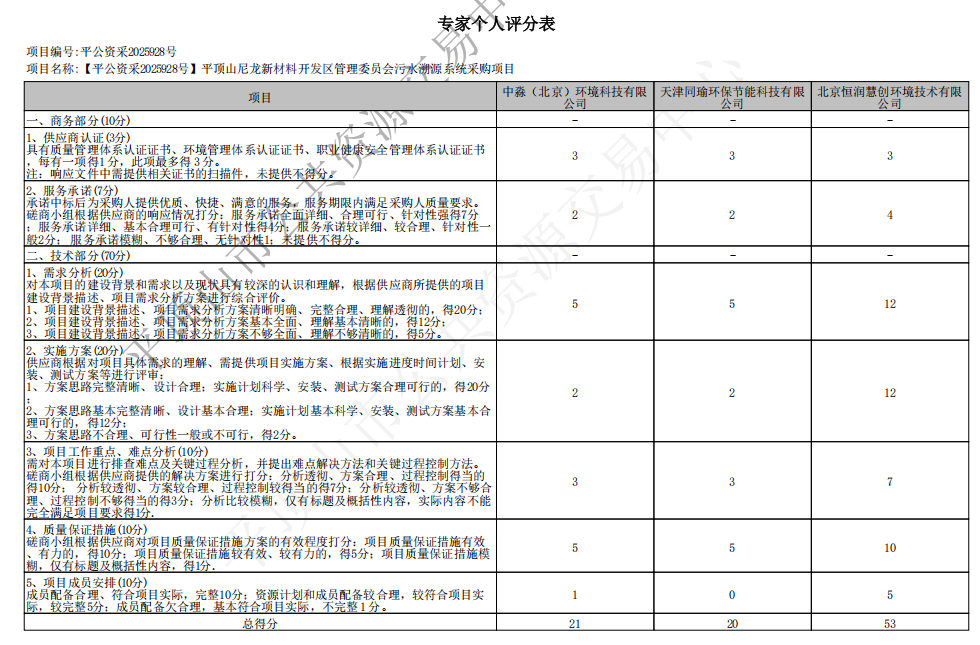 专家个人评分表
项目编号:平公资采2025928号
项目名称:【平公资采2025928号】平顶山尼龙新材料开发区管理委员会污水溯源系统采购项目
项目
中淼（北京）环境科技有限公司
天津同瑜环保节能科技有限公司
北京恒润慧创环境技术有限公司
一、商务部分(10分)
-
-
-
1、供应商认证(3分)
具有质量管理体系认证证书、环境管理体系认证证书、职业健康安全管理体系认证证书
，每有一项得1 分，此项最多得 3 分。
注：响应文件中需提供相关证书的扫描件，未提供不得分。
3
3
3
2、服务承诺(7分)
承诺中标后为采购人提供优质、快捷、满意的服务。服务期限内满足采购人质量要求。
磋商小组根据供应商的响应情况打分：服务承诺全面详细、合理可行、针对性强得7分
；服务承诺详细、基本合理可行、有针对性得4分；服务承诺较详细、较合理、针对性一
般2分； 服务承诺模糊、不够合理、无针对性1；未提供不得分。
2
2
4
二、技术部分(70分)
-
-
-
1、需求分析(20分)
对本项目的建设背景和需求以及现状具有较深的认识和理解，根据供应商所提供的项目
建设背景描述、项目需求分析方案进行综合评价。
1、项目建设背景描述、项目需求分析方案清晰明确、完整合理、理解透彻的，得20分；
2、项目建设背景描述、项目需求分析方案基本全面、理解基本清晰的，得12分；
3、项目建设背景描述、项目需求分析方案不够全面、理解不够清晰的，得5分。
5
5
12
2、实施方案(20分)
供应商根据对项目具体需求的理解、需提供项目实施方案、根据实施进度时间计划、安
装、测试方案等进行评审：
1、方案思路完整清晰、设计合理；实施计划科学、安装、测试方案合理可行的，得20分
；
2、方案思路基本完整清晰、设计基本合理；实施计划基本科学、安装、测试方案基本合
理可行的，得12分；
3、方案思路不合理、可行性一般或不可行，得2分。
2
2
12
3、项目工作重点、难点分析(10分)
需对本项目进行排查难点及关键过程分析，并提出难点解决方法和关键过程控制方法。
磋商小组根据供应商提供的解决方案进行打分：分析透彻、方案合理、过程控制得当的
得10分； 分析较透彻、方案较合理、过程控制较得当的得7分；分析较透彻、方案不够合
理、过程控制不够得当的得3分；分析比较模糊，仅有标题及概括性内容，实际内容不能
完全满足项目要求得1分.
3
3
7
4、质量保证措施(10分)
磋商小组根据供应商对项目质量保证措施方案的有效程度打分：项目质量保证措施有效
、有力的，得10分；项目质量保证措施较有效、较有力的，得5分；项目质量保证措施模
糊，仅有标题及概括性内容，得1分.
5
5
10
5、项目成员安排(10分)
成员配备合理、符合项目实际，完整10分；资源计划和成员配备较合理，较符合项目实
际，较完整5分；成员配备欠合理，基本符合项目实际，不完整 1 分。
1
0
5
总得分
21
20
53
平顶山市公共资源交易中心
平顶山市公共资源交易中心